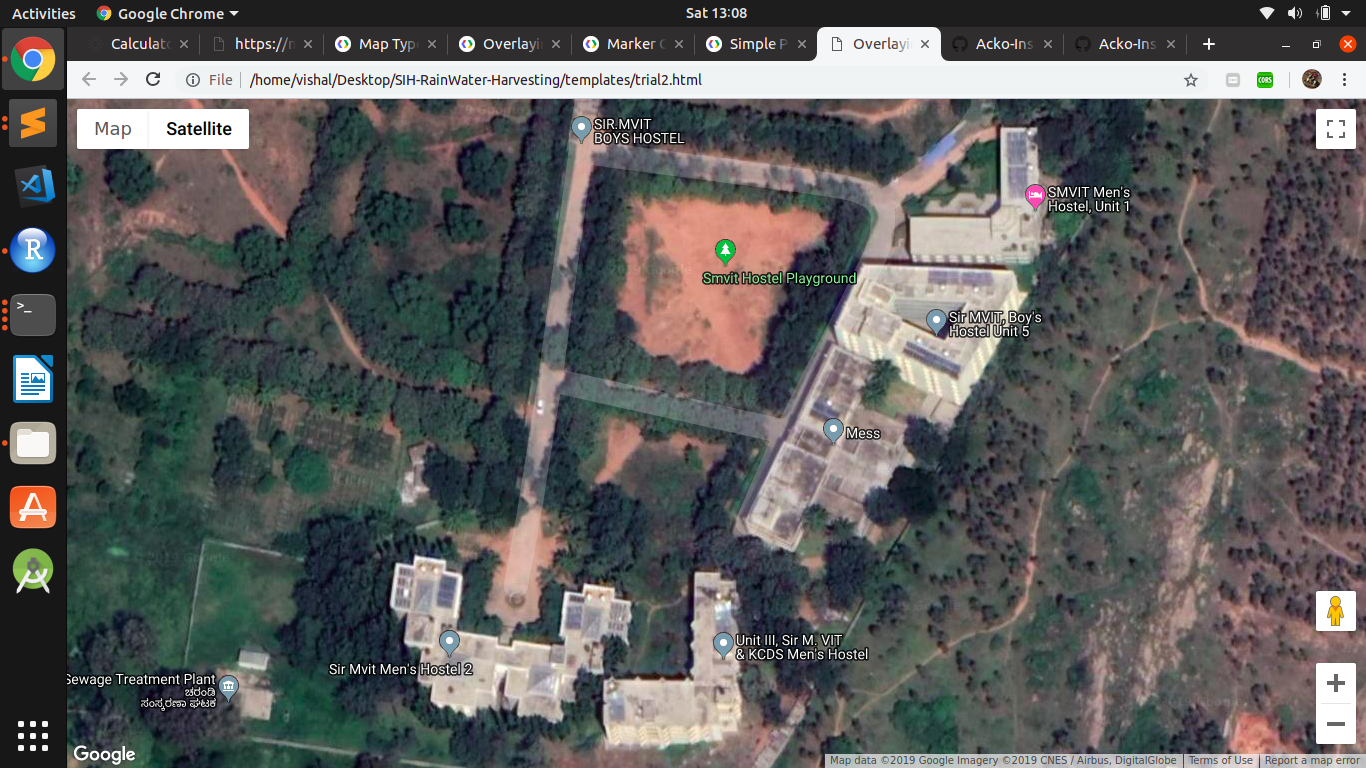 Activities
Google Chrome
Sat 13:08
Calculat
https://n
Map Typ
Overlayi
Marker C
Simple P
Overlayi
Acko-Ins
Acko-Ins
File
/home/vishal/Desktop/SIH-RainWater-Harvesting/templates/trial2.html
CORS
Map
Satellite
SIR.MVIT
BOYS HOSTEL
SMVIT Men's
Hostel, Unit 1
Smvit Hostel Playground
Sir MVIT, Boy's
Hostel Unit 5
Mess
Unit III, Sir M. VIT
& KCDS Men's Hostel
Sir Mvit Men's Hostel 2
Sewage Treatment Plant
ಚರಂಡಿ
ಸಂಸ್ಕರಣಾ ಘಟಕ
Google
Map data ©2019 Google Imagery ©2019 CNES / Airbus, DigitalGlobe
Terms of Use
Report a map error